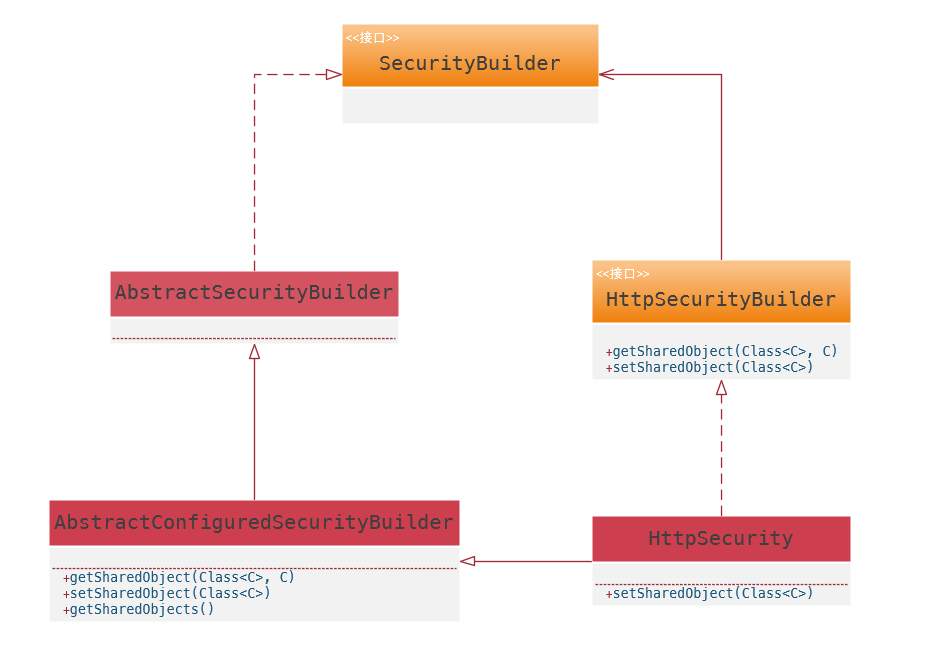 <<接口>>
SecurityBuilder
AbstractSecurityBuilder
<<接口>>
HttpSecurityBuilder
+getSharedObject(Class<C>, C)
+setSharedObject(Class<C>)
AbstractConfiguredSecurityBuilder
+getSharedObject(Class<C>, C)
+setSharedObject(Class<C>)
+getSharedObjects()
HttpSecurity
+setSharedObject(Class<C>)